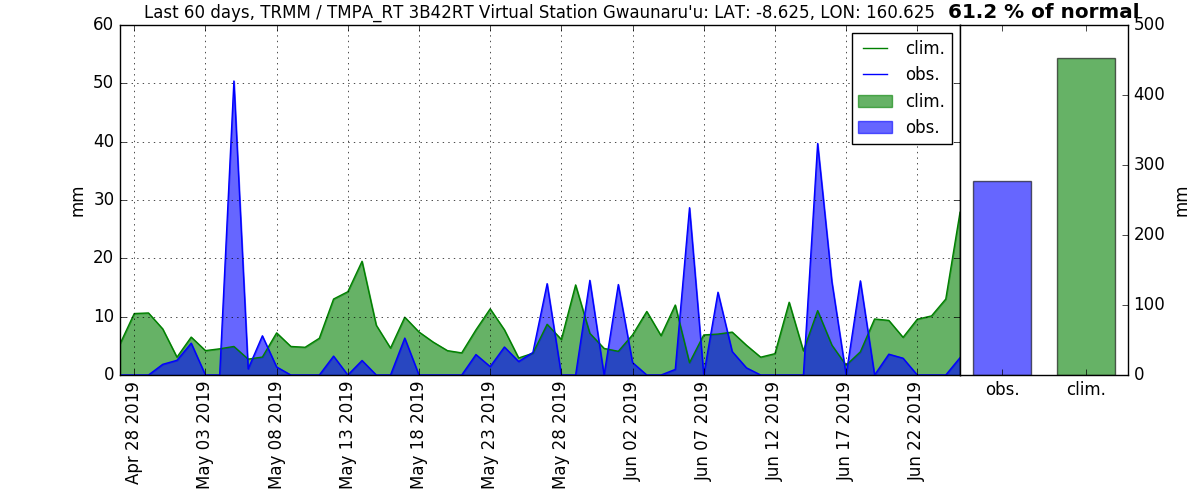 Last 60 days, TRMM / TMPA_RT 3B42RT Virtual Station Gwaunaru'u: LAT: -8.625, LON: 160.625 61.2 % of normal
60
50
40
30
20
10
0
mm
clim.
obs.
clim.
obs.
Apr 28 2019
May 03 2019
May 08 2019
May 13 2019
May 18 2019
May 23 2019
May 28 2019
Jun 02 2019
Jun 07 2019
Jun 12 2019
Jun 17 2019
Jun 22 2019
obs.
clim.
500
400
300
200
100
0
mm